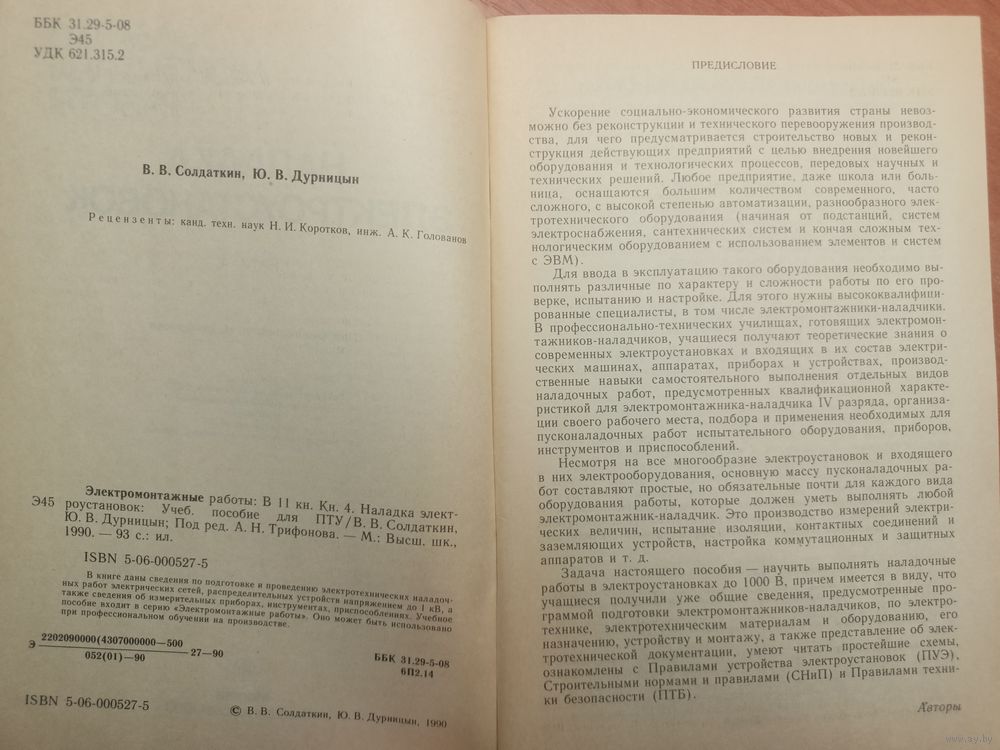 ББК 31.29-5-08
Э45
УДК 621.315.2
В. В. Солдаткин, Ю. В. Дурницын
Рецензенты: канд. техн. наук Н. И. Коротков, инж. А. К. Голованов
Электромонтажные работы: В 11 кн. Кн. 4. Наладка элект-
Э45 роустановок: Учеб. пособие для ПТУ/В. В. Солдаткин,
Ю. В. Дурницын; Под ред. А. Н. Трифонова. — М.: Высш. шк.,
1990. — 93 с.: ил.
ISBN 5-06-000527-5
В книге даны сведения по подготовке и проведению электротехнических наладоч-
ных работ электрических сетей, распределительных устройств напряжением до 1 кВ, а
также сведения об измерительных приборах, инструментах, приспособлениях. Учебное
пособие входит в серию «Электромонтажные работы». Оно может быть использовано
при профессиональном обучении на производстве.
Э 2202090000(4307000000—500
052(01)—90
27—90
ББК 31.29-5-08
6П2.14
ISBN 5-06-000527-5
© В. В. Солдаткин, Ю. В. Дурницын, 1990
ПРЕДИСЛОВИЕ
Ускорение социально-экономического развития страны невоз-
можно без реконструкции и технического перевооружения производ-
ства, для чего предусматривается строительство новых и рекон-
струкция действующих предприятий с целью внедрения новейшего
оборудования и технологических процессов, передовых научных и
технических решений. Любое предприятие, даже школа или боль-
ница, оснащаются большим количеством современного, часто
сложного, с высокой степенью автоматизации, разнообразного элек-
тротехнического оборудования (начиная от подстанций, систем
электроснабжения, сантехнических систем и кончая сложным тех-
нологическим оборудованием с использованием элементов и систем
с ЭВМ).
Для ввода в эксплуатацию такого оборудования необходимо вы-
полнять различные по характеру и сложности работы по его про-
верке, испытанию и настройке. Для этого нужны высококвалифици-
рованные специалисты, в том числе электромонтажники-наладчики.
В профессионально-технических училищах, готовящих электромон-
тажников-наладчиков, учащиеся получают теоретические знания о
современных электроустановках и входящих в их состав электри-
ческих машинах, аппаратах, приборах и устройствах, производ-
ственные навыки самостоятельного выполнения отдельных видов
наладочных работ, предусмотренных квалификационной характе-
ристикой для электромонтажника-наладчика IV разряда, организа-
ции своего рабочего места, подбора и применения необходимых для
пусконаладочных работ испытательного оборудования, приборов,
инструментов и приспособлений.
Несмотря на все многообразие электроустановок и входящего
в них электрооборудования, основную массу пусконаладочных ра-
бот составляют простые, но обязательные почти для каждого вида
оборудования работы, которые должен уметь выполнять любой
электромонтажник-наладчик. Это производство измерений электри-
ческих величин, испытание изоляции, контактных соединений и
заземляющих устройств, настройка коммутационных и защитных
аппаратов и т. д.
Задача настоящего пособия — научить выполнять наладочные
работы в электроустановках до 1000 В, причем имеется в виду, что
учащиеся получили уже общие сведения, предусмотренные про-
граммой подготовки электромонтажников-наладчиков, по электро-
технике, электротехническим материалам и оборудованию, его
назначению, устройству и монтажу, а также представление об элек-
тротехнической документации, умеют читать простейшие схемы,
ознакомлены с Правилами устройства электроустановок (ПУЭ),
Строительными нормами и правилами (СНиП) и Правилами техни-
ки безопасности (ПТБ).
Авторы
www.ay.by